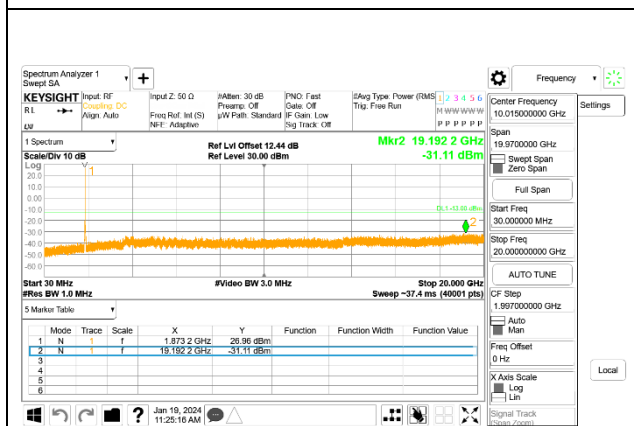 Spectrum Analyzer 1
Swept SA
Frequency
Settings
KEYSIGHT
RL
Input: RF
Coupling: DC
Align: Auto
Input Z: 50 Ω
Freq Ref: Int (S)
NFE: Adaptive
#Atten: 30 dB
Preamp: Off
µW Path: Standard
PNO: Fast
Gate: Off
IF Gain: Low
Sig Track: Off
#Avg Type: Power (RMS
Trig: Free Run
1 2 3 4 5 6
M W W W W W
P P P P P P
1 Spectrum
Scale/Div 10 dB
Log
Ref Lvl Offset 12.44 dB
Ref Level 30.00 dBm
Mkr2 19.192 2 GHz
-31.11 dBm
20.0
10.0
0.00
-10.0
-20.0
-30.0
-40.0
-50.0
-60.0
1
2
Start 30 MHz
#Res BW 1.0 MHz
#Video BW 3.0 MHz
Stop 20.000 GHz
Sweep ~37.4 ms (40001 pts)
5 Marker Table
Mode Trace Scale X Y Function Function Width Function Value
1 N 1 f 1.873 2 GHz 26.96 dBm
2 N 1 f 19.192 2 GHz -31.11 dBm
3
4
5
6
Jan 19, 2024
11:25:16 AM
Center Frequency
10.015000000 GHz
Span
19.9700000 GHz
Swept Span
Zero Span
Full Span
Start Freq
30.000000 MHz
Stop Freq
20.000000000 GHz
AUTO TUNE
CF Step
1.997000000 GHz
Auto
Man
Freq Offset
0 Hz
X Axis Scale
Log
Lin
Signal Track
(Span Zoom)
Local